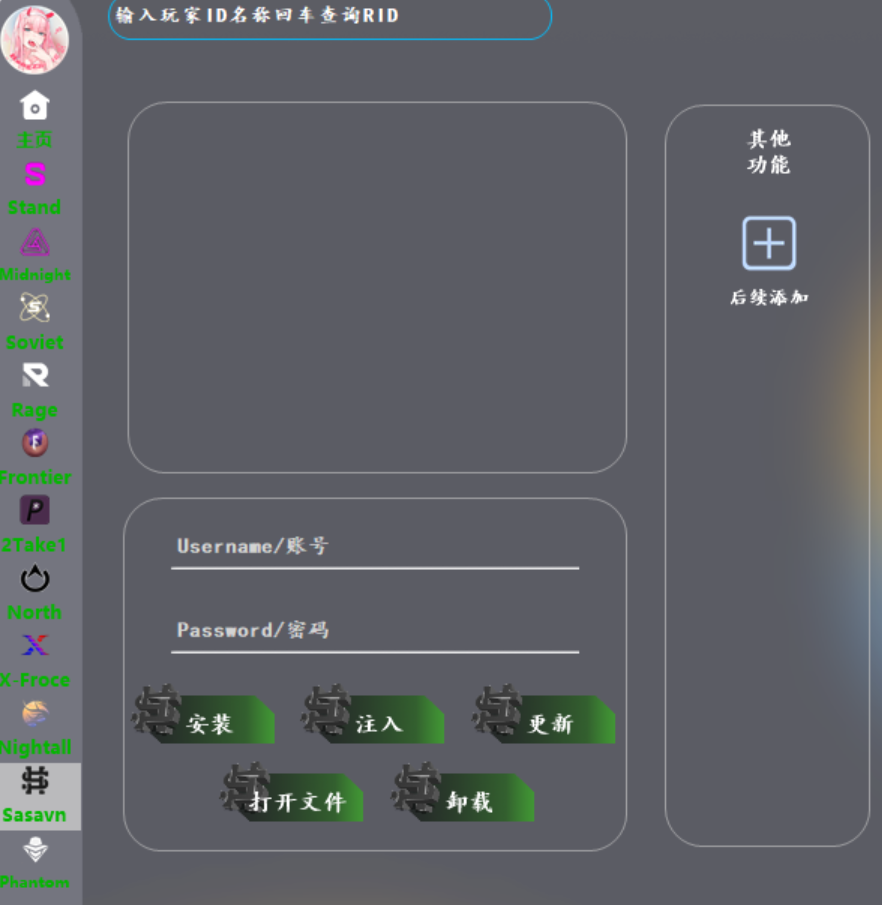 输入玩家ID名称回车查询RID
主页
Stand
Midnight
Soviet
Rage
Frontier
2Take1
North
X-Froce
Nightall
Sasavn
Phantom
Username/账号
Password/密码
安装
注入
更新
打开文件
卸载
其他
功能
后续添加